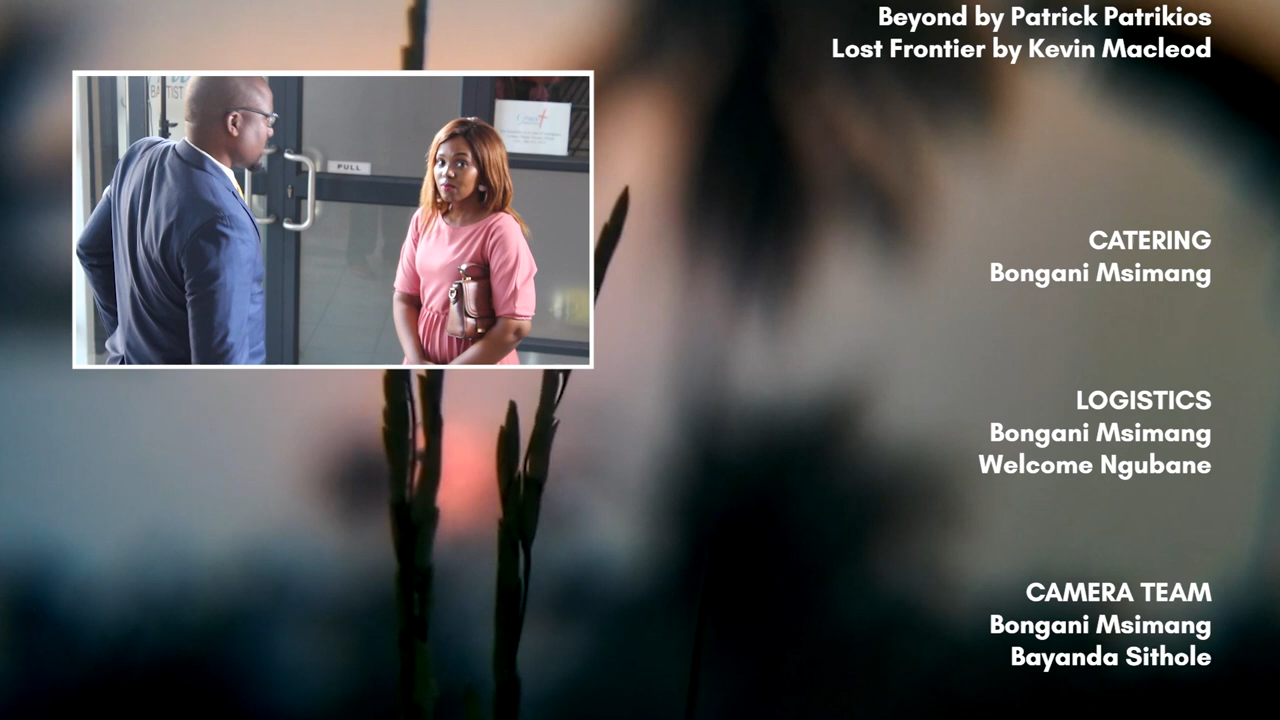 Beyond by Patrick Patrikios
Lost Frontier by Kevin Macleod
PULL
CATERING
Bongani Msimang
LOGISTICS
Bongani Msimang
Welcome Ngubane
CAMERA TEAM
Bongani Msimang
Bayanda Sithole